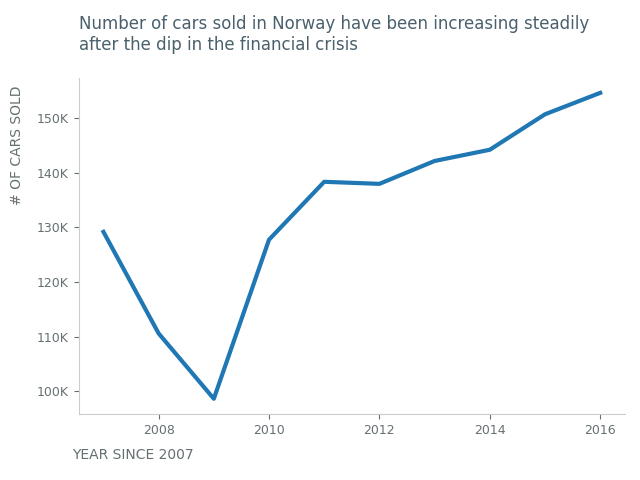 Number of cars sold in Norway have been increasing steadily
after the dip in the financial crisis
# OF CARS SOLD
150K
140K
130K
120K
110K
100K
2008 2010 2012 2014 2016
YEAR SINCE 2007